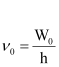 ν₀ = W₀/h